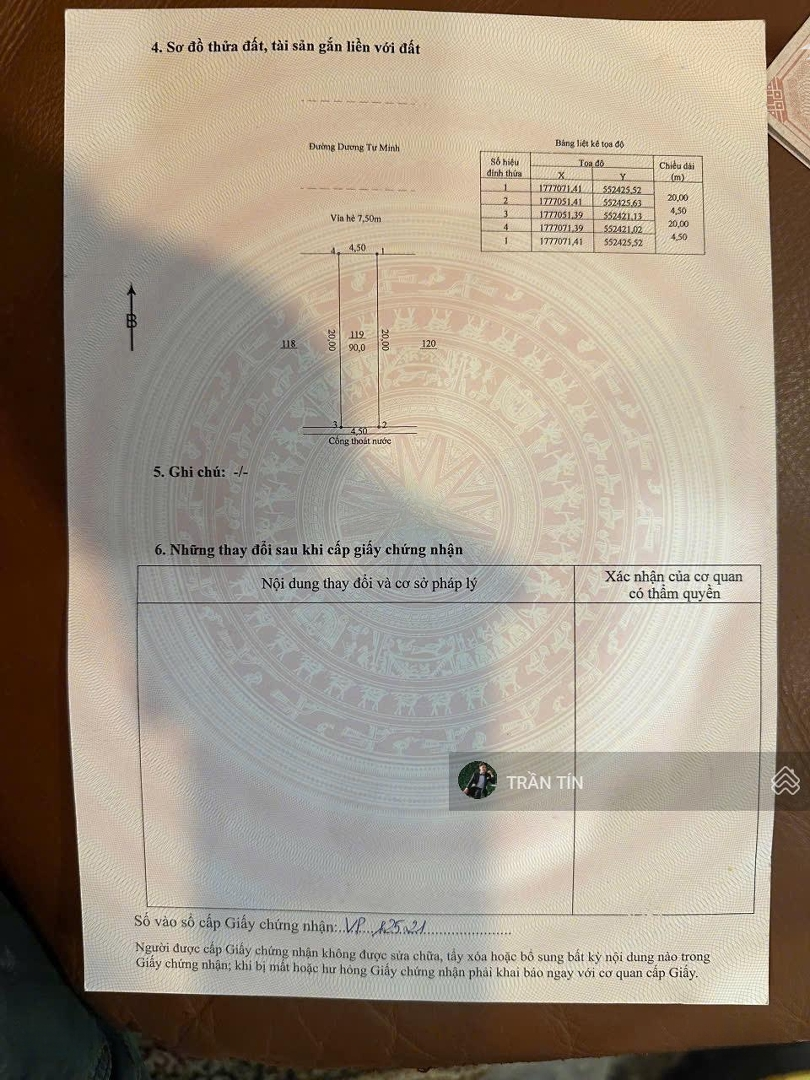 4. Sơ đồ thửa đất, tài sản gắn liền với đất
Đường Dương Tự Minh
Vỉa hè 7,50m
4 4,50 1
B
118
20,00
119
90,0
20,00
120
3 4,50 2
Cống thoát nước
Bảng liệt kê tọa độ
Số hiệu đỉnh thửa Tọa độ Chiều dài (m)
X Y
1 1777071,41 552425,52
20,00
2 1777051,41 552425,63
4,50
3 1777051,39 552421,13
20,00
4 1777071,39 552421,02
4,50
1 1777071,41 552425,52
5. Ghi chú: -/-
6. Những thay đổi sau khi cấp giấy chứng nhận
Nội dung thay đổi và cơ sở pháp lý
Xác nhận của cơ quan
có thẩm quyền
TRẦN TÍN
Số vào sổ cấp Giấy chứng nhận:..VP..12521......................
Người được cấp Giấy chứng nhận không được sửa chữa, tẩy xóa hoặc bổ sung bất kỳ nội dung nào trong
Giấy chứng nhận; khi bị mất hoặc hư hỏng Giấy chứng nhận phải khai báo ngay với cơ quan cấp Giấy.